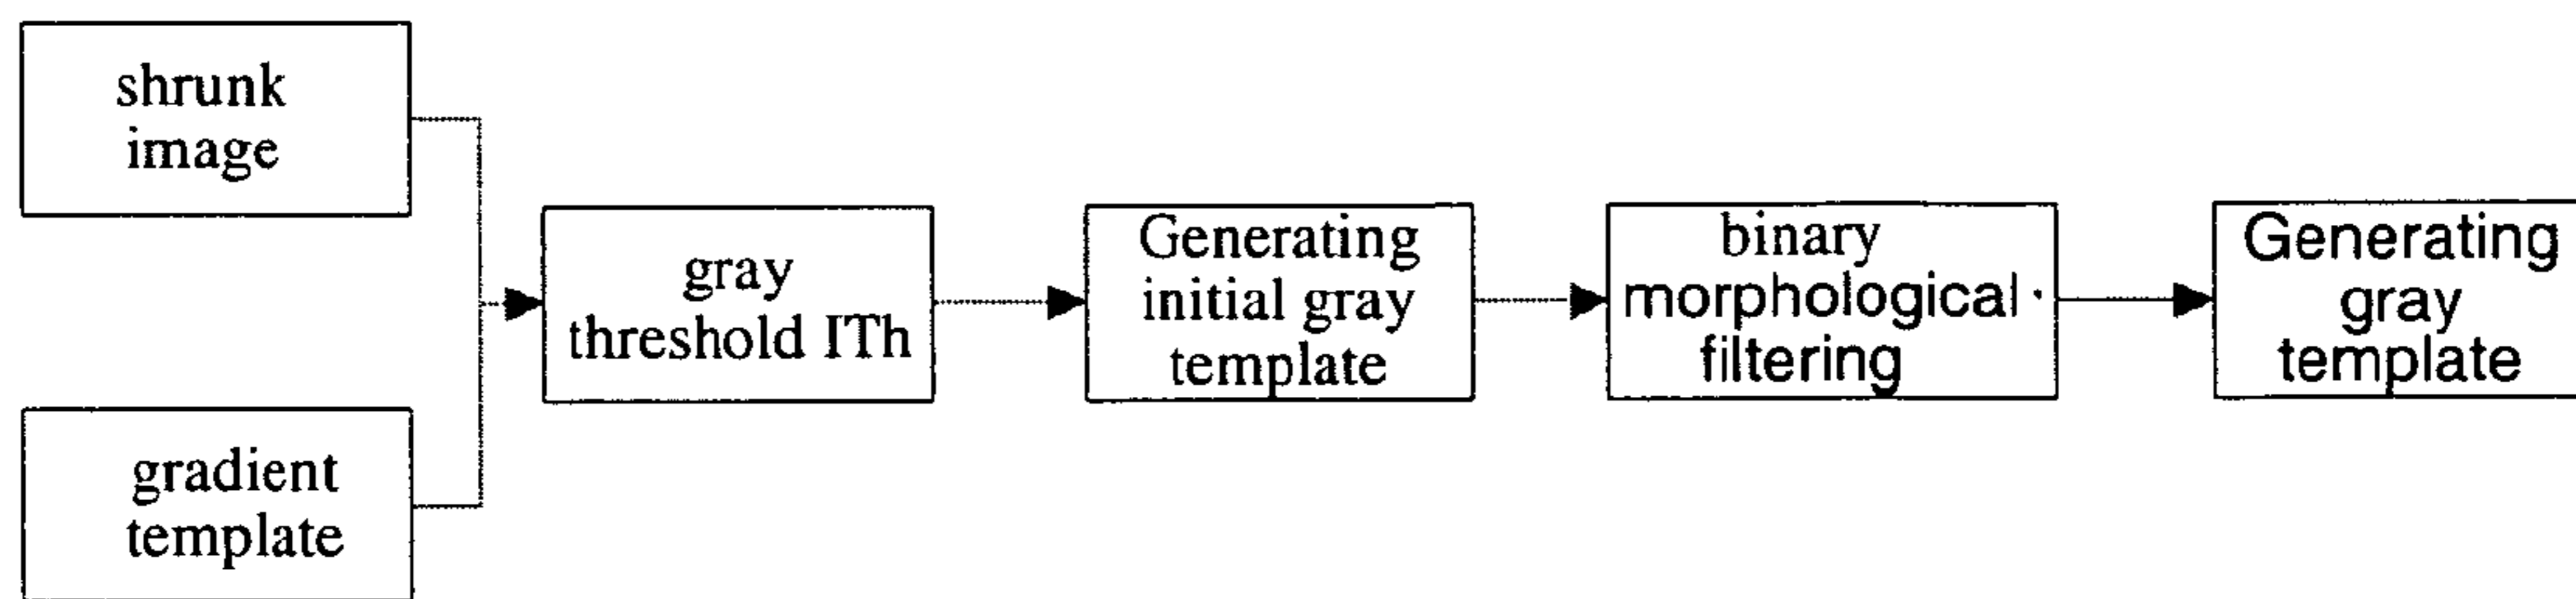 shrunk
image
gradient
template
gray
threshold ITh
Generating
initial gray
template
binary
morphological
filtering
Generating
gray
template